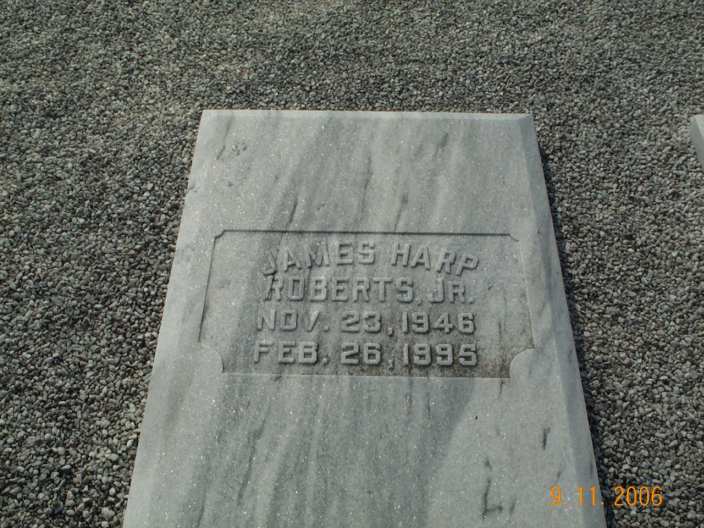 JAMES HARP
ROBERTS, JR.
NOV. 23, 1946
FEB. 26, 1995
9 11 2006